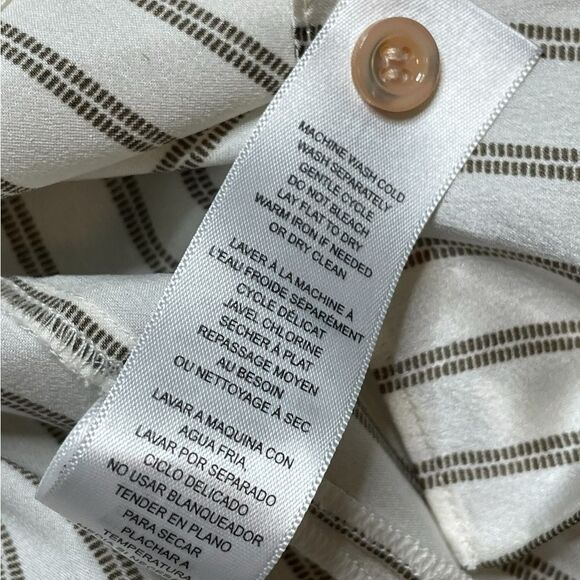 MACHINE WASH COLD
WASH SEPARATELY
GENTLE CYCLE
DO NOT BLEACH
LAY FLAT TO DRY
WARM IRON IF NEEDED
OR DRY CLEAN
LAVER À LA MACHINE À
L'EAU FROIDE SÉPARÉMENT
CYCLE DÉLICAT
JAVEL CHLORINE
SÉCHER À PLAT
REPASSAGE MOYEN
AU BESOIN
OU NETTOYAGE À SEC
LAVAR A MAQUINA CON
AGUA FRIA
LAVAR POR SEPARADO
CICLO DELICADO
NO USAR BLANQUEADOR
TENDER EN PLANO
PARA SECAR
PLACHAR A
TEMPERATURA